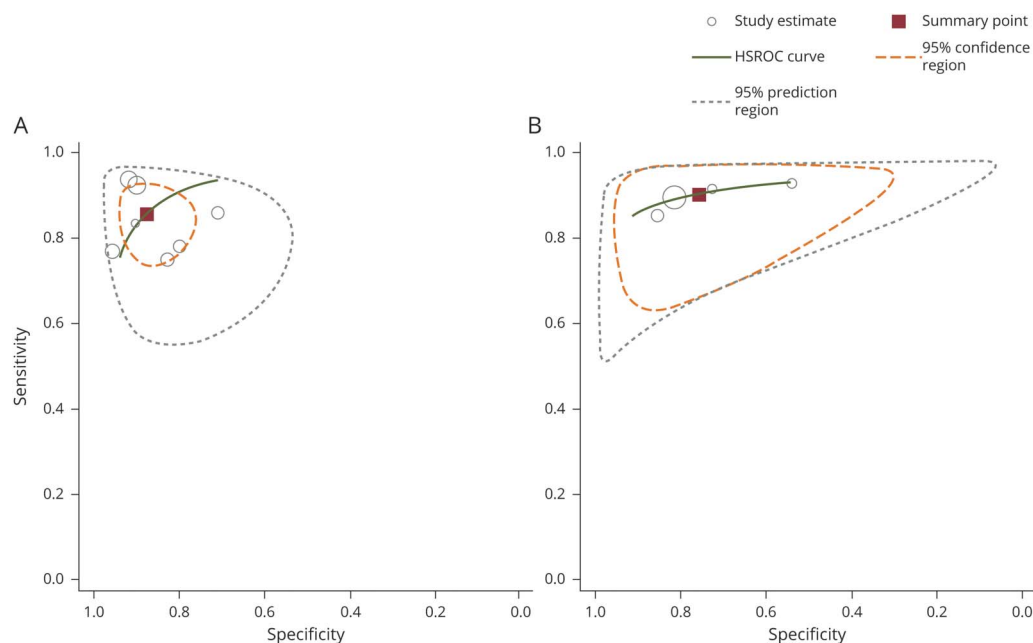 Study estimate
Summary point
HSROC curve
95% confidence
region
95% prediction
region
A
B
Sensitivity
1.0
0.8
0.6
0.4
0.2
0.0
1.0 0.8 0.6 0.4 0.2 0.0
Specificity
1.0
0.8
0.6
0.4
0.2
0.0
1.0 0.8 0.6 0.4 0.2 0.0
Specificity